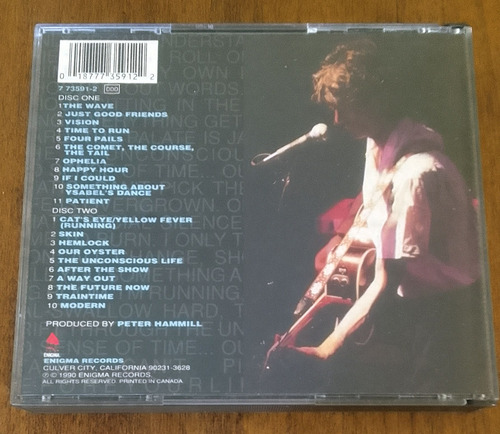 0 18777 35912 2
7 73591-2 DDD
DISC ONE
1 THE WAVE
2 JUST GOOD FRIENDS
3 VISION
4 TIME TO RUN
5 FOUR PAILS
6 THE COMET, THE COURSE,
THE TAIL
7 OPHELIA
8 HAPPY HOUR
9 IF I COULD
10 SOMETHING ABOUT
YSABEL'S DANCE
11 PATIENT
DISC TWO
1 CAT'S EYE/YELLOW FEVER
(RUNNING)
2 SKIN
3 HEMLOCK
4 OUR OYSTER
5 THE UNCONSCIOUS LIFE
6 AFTER THE SHOW
7 A WAY OUT
8 THE FUTURE NOW
9 TRAINTIME
10 MODERN
PRODUCED BY PETER HAMMILL
ENIGMA
ENIGMA RECORDS
CULVER CITY, CALIFORNIA 90231-3628
℗ © 1990 ENIGMA RECORDS.
ALL RIGHTS RESERVED. PRINTED IN CANADA.